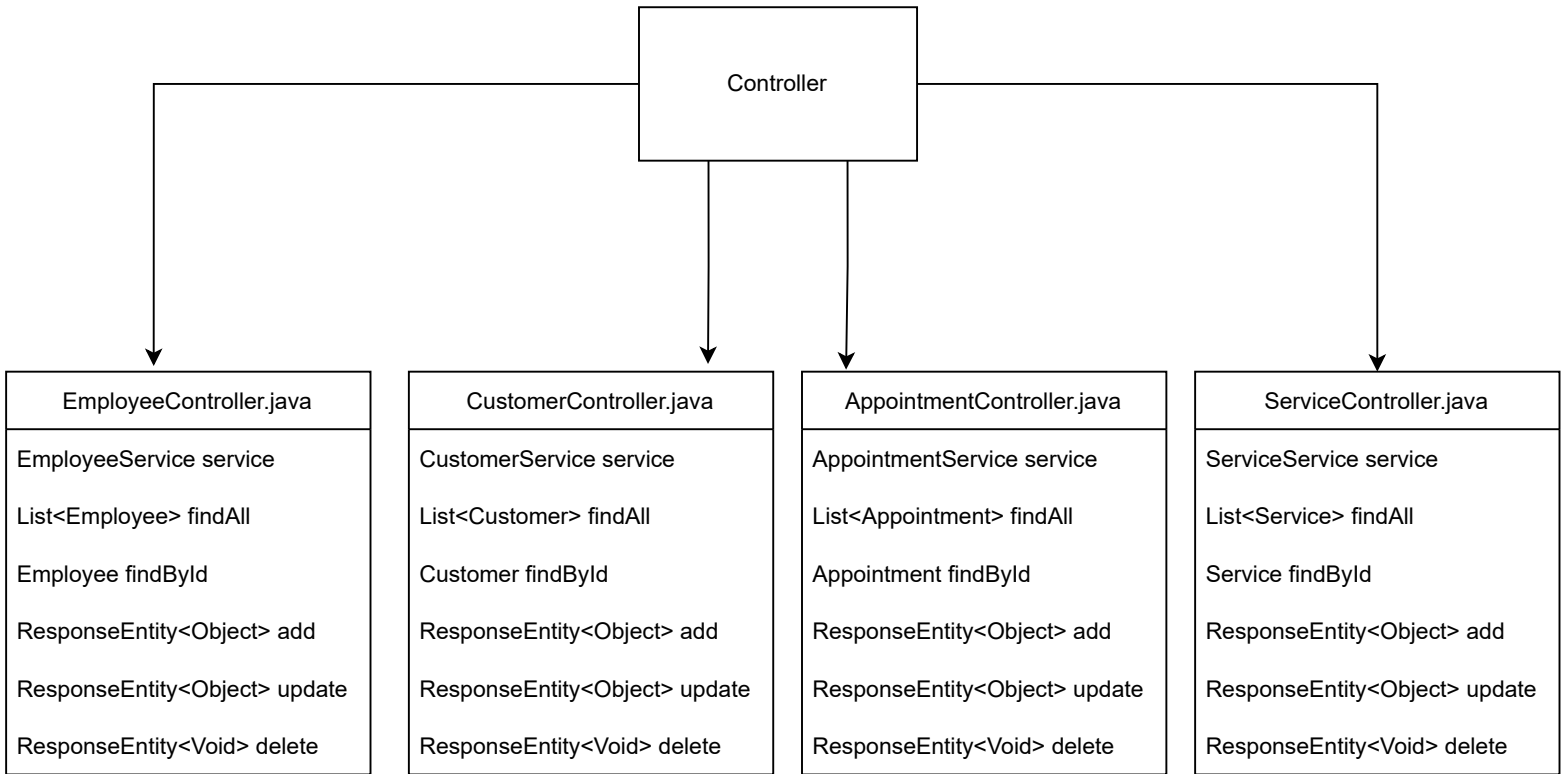 Controller
EmployeeController.java
EmployeeService service
List<Employee> findAll
Employee findById
ResponseEntity<Object> add
ResponseEntity<Object> update
ResponseEntity<Void> delete
CustomerController.java
CustomerService service
List<Customer> findAll
Customer findById
ResponseEntity<Object> add
ResponseEntity<Object> update
ResponseEntity<Void> delete
AppointmentController.java
AppointmentService service
List<Appointment> findAll
Appointment findById
ResponseEntity<Object> add
ResponseEntity<Object> update
ResponseEntity<Void> delete
ServiceController.java
ServiceService service
List<Service> findAll
Service findById
ResponseEntity<Object> add
ResponseEntity<Object> update
ResponseEntity<Void> delete